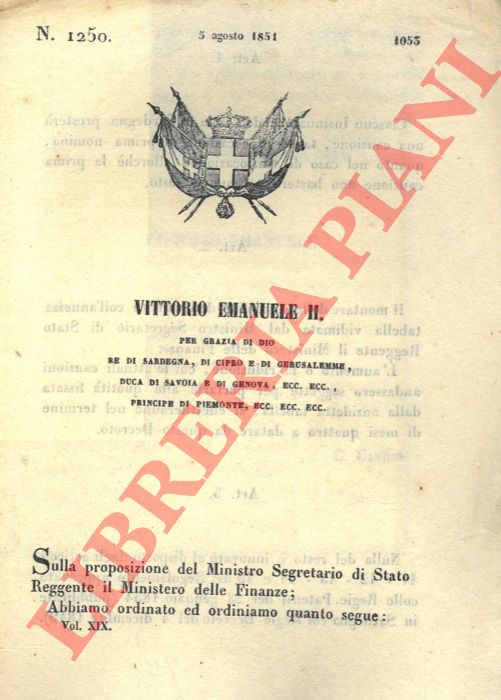 N. 1250. 5 agosto 1851 1053
VITTORIO EMANUELE II.
PER GRAZIA DI DIO
RE DI SARDEGNA, DI CIPRO E DI GERUSALEMME,
DUCA DI SAVOIA E DI GENOVA, ECC. ECC.,
PRINCIPE DI PIEMONTE, ECC. ECC. ECC.
Sulla proposizione del Ministro Segretario di Stato
Reggente il Ministero delle Finanze;
Abbiamo ordinato ed ordiniamo quanto segue:
Vol. XIX.
LIBRERIA PIANI